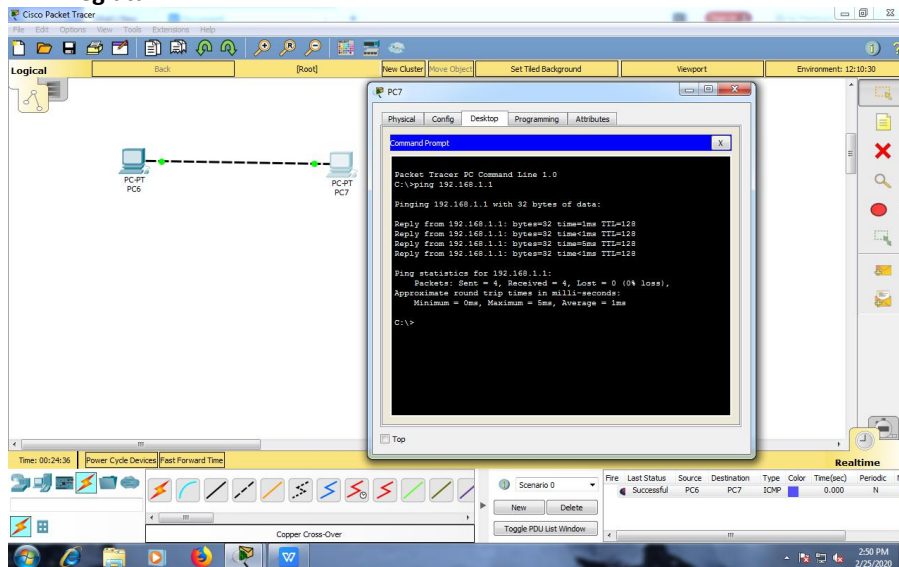 Cisco Packet Tracer
File Edit Options View Tools Extensions Help
Logical Back [Root] New Cluster Move Object Set Tiled Background Viewport Environment: 12:10:30
PC7
Physical Config Desktop Programming Attributes
Command Prompt X
Packet Tracer PC Command Line 1.0
C:\>ping 192.168.1.1
Pinging 192.168.1.1 with 32 bytes of data:
Reply from 192.168.1.1: bytes=32 time=1ms TTL=128
Reply from 192.168.1.1: bytes=32 time<1ms TTL=128
Reply from 192.168.1.1: bytes=32 time=5ms TTL=128
Reply from 192.168.1.1: bytes=32 time<1ms TTL=128
Ping statistics for 192.168.1.1:
Packets: Sent = 4, Received = 4, Lost = 0 (0% loss),
Approximate round trip times in milli-seconds:
Minimum = 0ms, Maximum = 5ms, Average = 1ms
C:\>
Top
PC-PT
PC6
PC-PT
PC7
Time: 00:24:36 Power Cycle Devices Fast Forward Time
Realtime
Scenario 0
New Delete
Toggle PDU List Window
Fire Last Status Source Destination Type Color Time(sec) Periodic
Successful PC6 PC7 ICMP 0.000 N
Copper Cross-Over
2:50 PM
2/25/2020